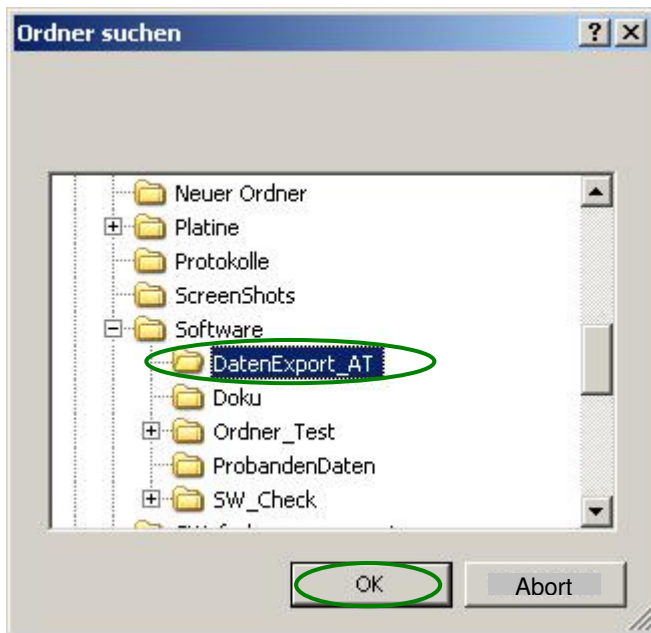 Ordner suchen
Neuer Ordner
Platine
Protokolle
ScreenShots
Software
DatenExport_AT
Doku
Ordner_Test
ProbandenDaten
SW_Check
OK Abort